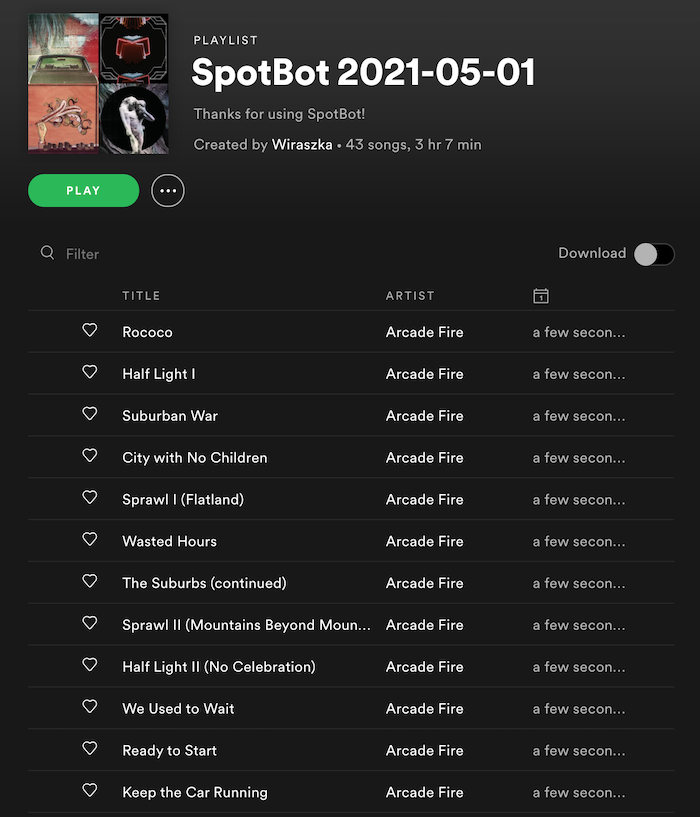 PLAYLIST
SpotBot 2021-05-01
Thanks for using SpotBot!
Created by Wiraszka • 43 songs, 3 hr 7 min
PLAY
Filter
Download
TITLE ARTIST
Rococo Arcade Fire a few secon...
Half Light I Arcade Fire a few secon...
Suburban War Arcade Fire a few secon...
City with No Children Arcade Fire a few secon...
Sprawl I (Flatland) Arcade Fire a few secon...
Wasted Hours Arcade Fire a few secon...
The Suburbs (continued) Arcade Fire a few secon...
Sprawl II (Mountains Beyond Moun... Arcade Fire a few secon...
Half Light II (No Celebration) Arcade Fire a few secon...
We Used to Wait Arcade Fire a few secon...
Ready to Start Arcade Fire a few secon...
Keep the Car Running Arcade Fire a few secon...